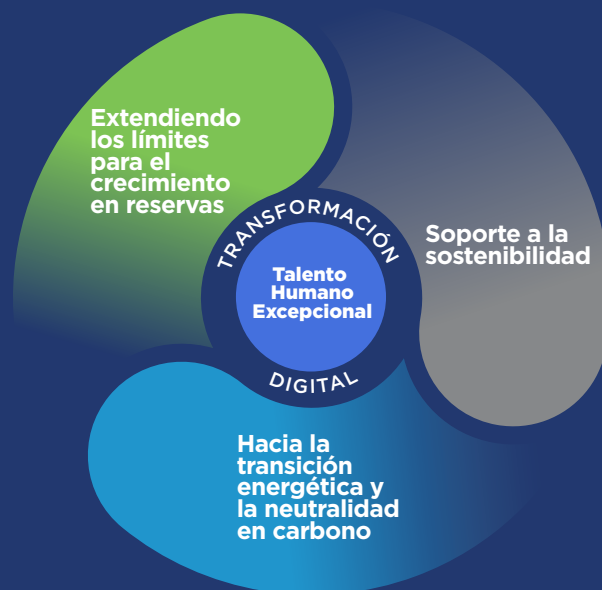 Extendiendo
los límites
para el
crecimiento
en reservas
Soporte a la
sostenibilidad
TRANSFORMACIÓN
Talento
Humano
Excepcional
DIGITAL
Hacia la
transición
energética y
la neutralidad
en carbono